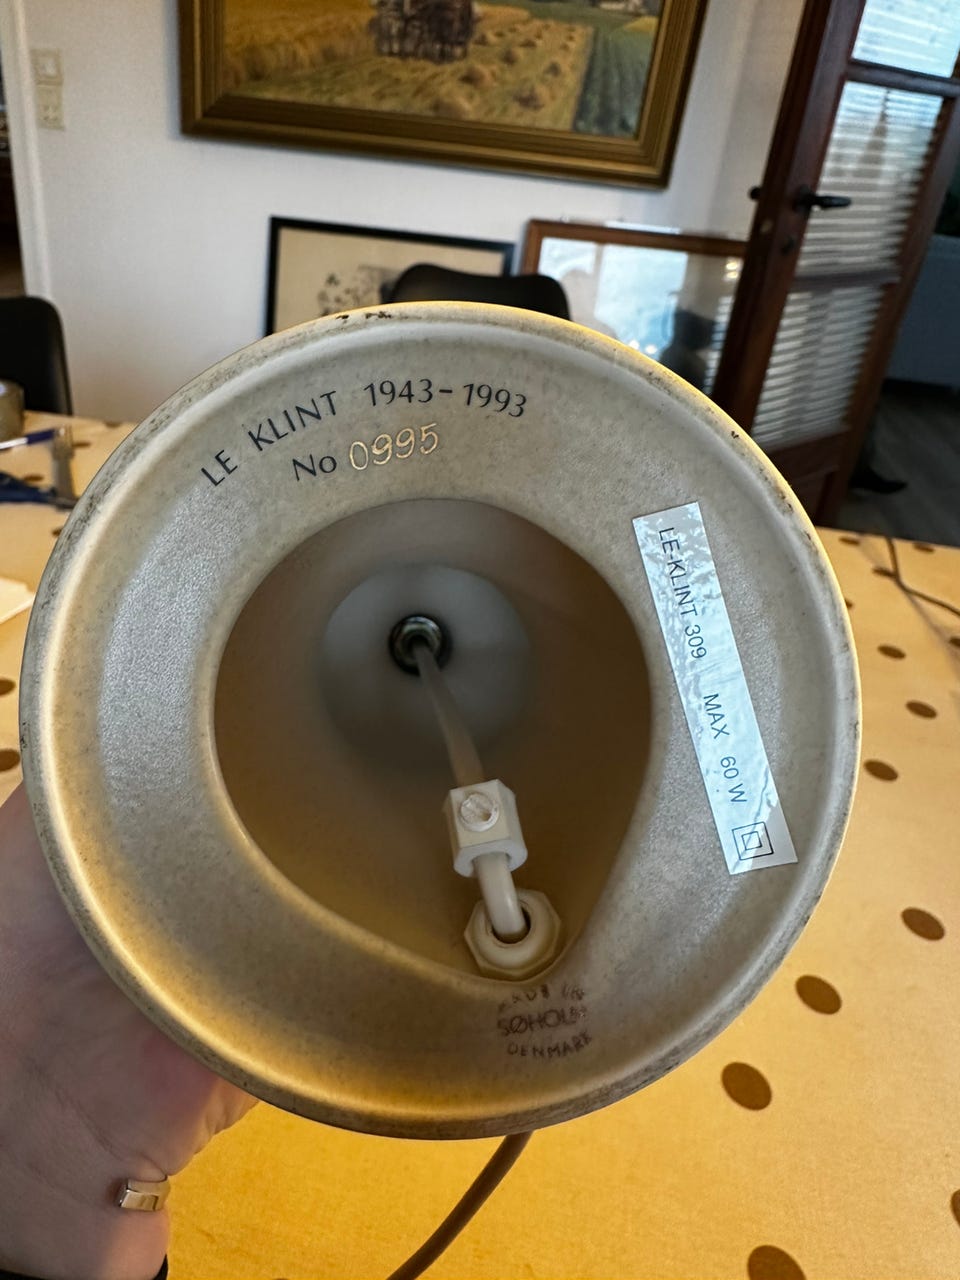 LE KLINT 1943-1993
No 0995
LE-KLINT 309 MAX 60 W
SØHOLM
DENMARK